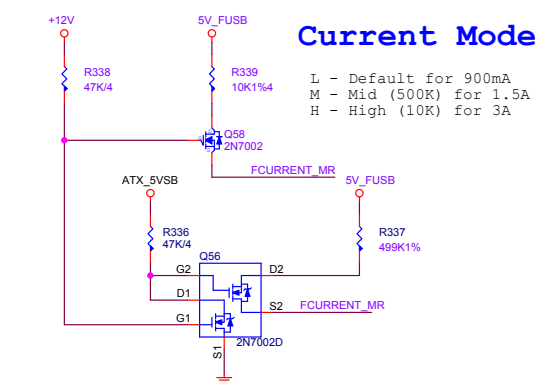 +12V
5V_FUSB
Current Mode
L - Default for 900mA
M - Mid (500K) for 1.5A
H - High (10K) for 3A
R338
47K/4
R339
10K1%4
Q58
2N7002
FCURRENT_MR
ATX_5VSB
5V_FUSB
R336
47K/4
R337
499K1%
Q56
G2
D2
D1
S2
FCURRENT_MR
G1
2N7002D
S1